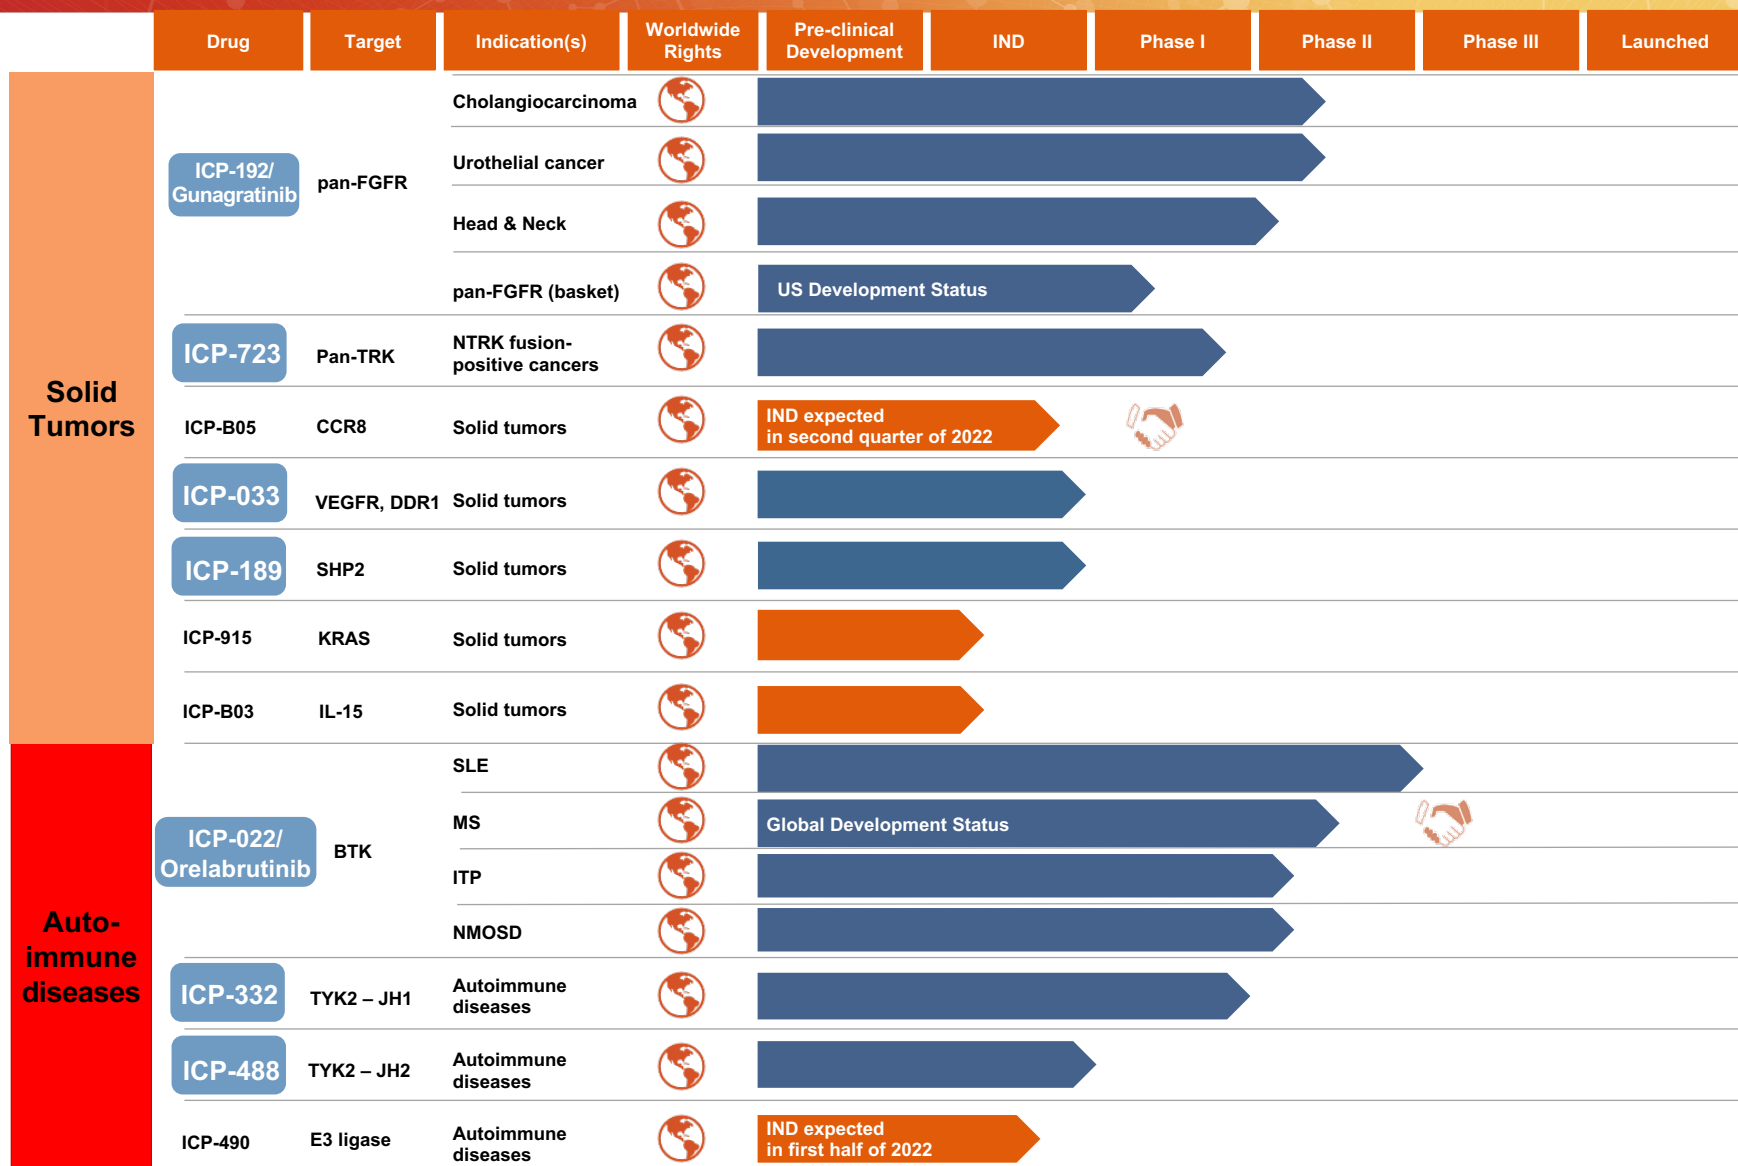 Drug
Target
Indication(s)
Worldwide
Rights
Pre-clinical
Development
IND
Phase I
Phase II
Phase III
Launched
Solid
Tumors
ICP-192/
Gunagratinib
pan-FGFR
Cholangiocarcinoma
Urothelial cancer
Head & Neck
pan-FGFR (basket)
US Development Status
ICP-723
Pan-TRK
NTRK fusion-
positive cancers
ICP-B05
CCR8
Solid tumors
IND expected
in second quarter of 2022
ICP-033
VEGFR, DDR1
Solid tumors
ICP-189
SHP2
Solid tumors
ICP-915
KRAS
Solid tumors
ICP-B03
IL-15
Solid tumors
Auto-
immune
diseases
ICP-022/
Orelabrutinib
BTK
SLE
MS
Global Development Status
ITP
NMOSD
ICP-332
TYK2 – JH1
Autoimmune
diseases
ICP-488
TYK2 – JH2
Autoimmune
diseases
ICP-490
E3 ligase
Autoimmune
diseases
IND expected
in first half of 2022